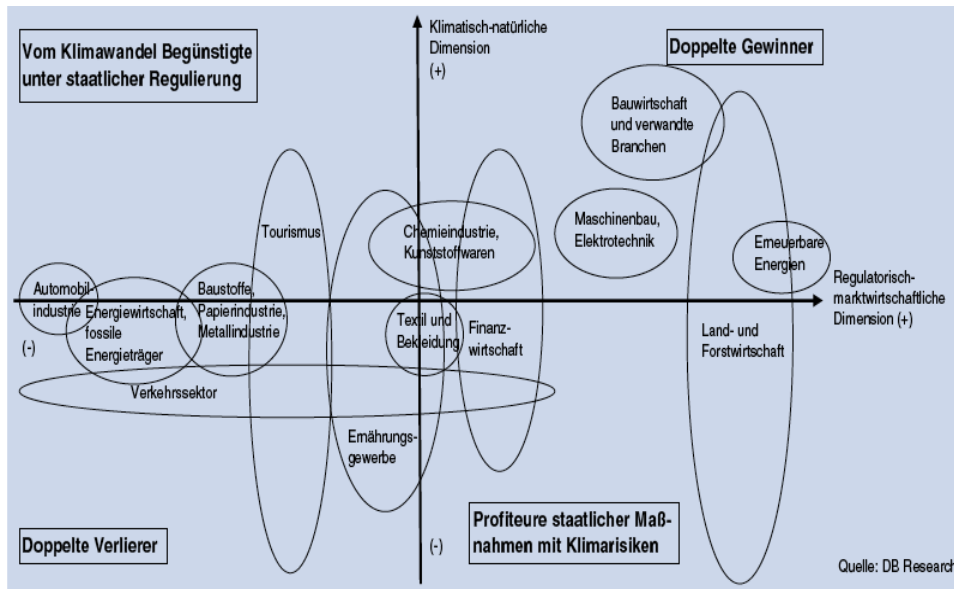 Vom Klimawandel Begünstigte
unter staatlicher Regulierung
Klimatisch-natürliche
Dimension
(+)
Doppelte Gewinner
Bauwirtschaft
und verwandte
Branchen
Tourismus
Chemieindustrie,
Kunststoffwaren
Maschinenbau,
Elektrotechnik
Erneuerbare
Energien
Automobil-
industrie
Energiewirtschaft,
fossile
Energieträger
Baustoffe,
Papierindustrie,
Metallindustrie
Regulatorisch-
marktwirtschaftliche
Dimension (+)
(-)
Textil und
Bekleidung
Finanz-
wirtschaft
Land- und
Forstwirtschaft
Verkehrssektor
Ernährungs-
gewerbe
Doppelte Verlierer
(-)
Profiteure staatlicher Maß-
nahmen mit Klimarisiken
Quelle: DB Research